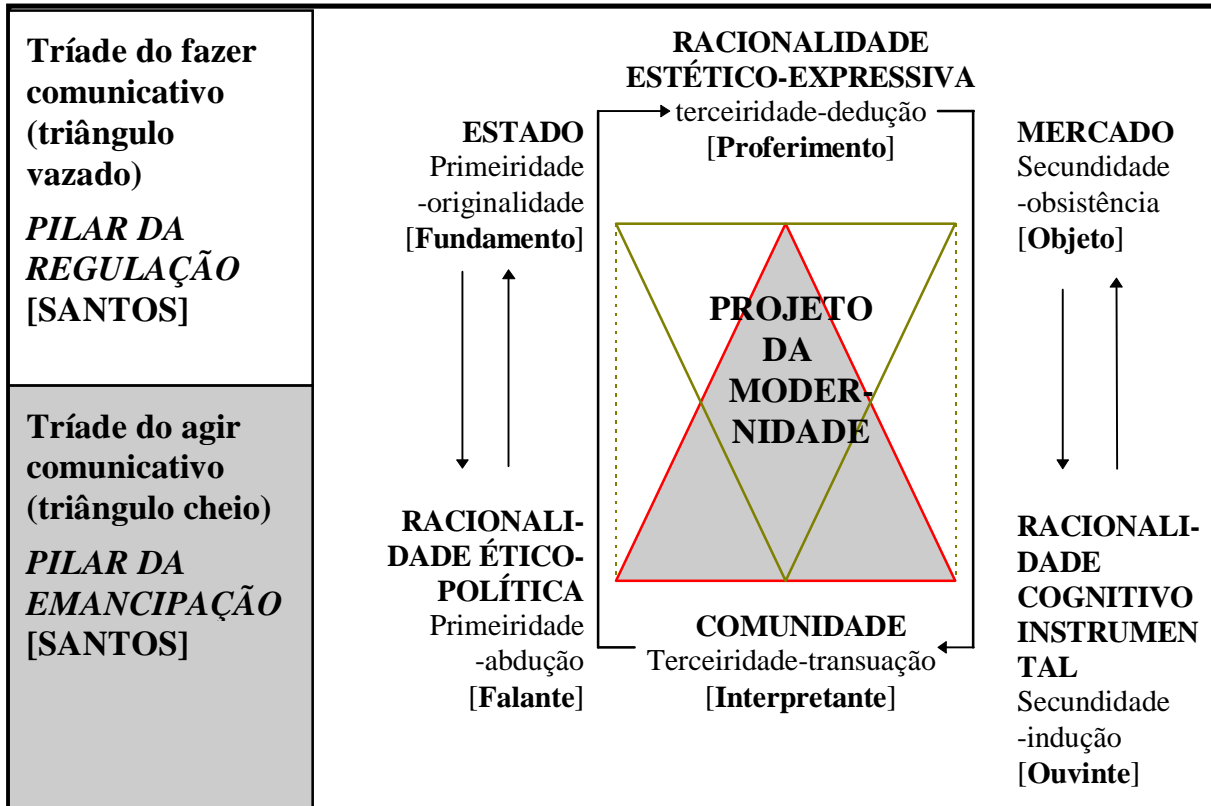 Tríade do fazer
comunicativo
(triângulo
vazado)
PILAR DA
REGULAÇÃO
[SANTOS]
Tríade do agir
comunicativo
(triângulo cheio)
PILAR DA
EMANCIPAÇÃO
[SANTOS]
RACIONALIDADE
ESTÉTICO-EXPRESSIVA
terceiridade-dedução
[Proferimento]
ESTADO
Primeiridade
-originalidade
[Fundamento]
MERCADO
Secundidade
-obsistência
[Objeto]
PROJETO
DA
MODER-
NIDADE
RACIONALI-
DADE ÉTICO-
POLÍTICA
Primeiridade
-abdução
[Falante]
COMUNIDADE
Terceiridade-transuação
[Interpretante]
RACIONALI-
DADE
COGNITIVO
INSTRUMEN
TAL
Secundidade
-indução
[Ouvinte]